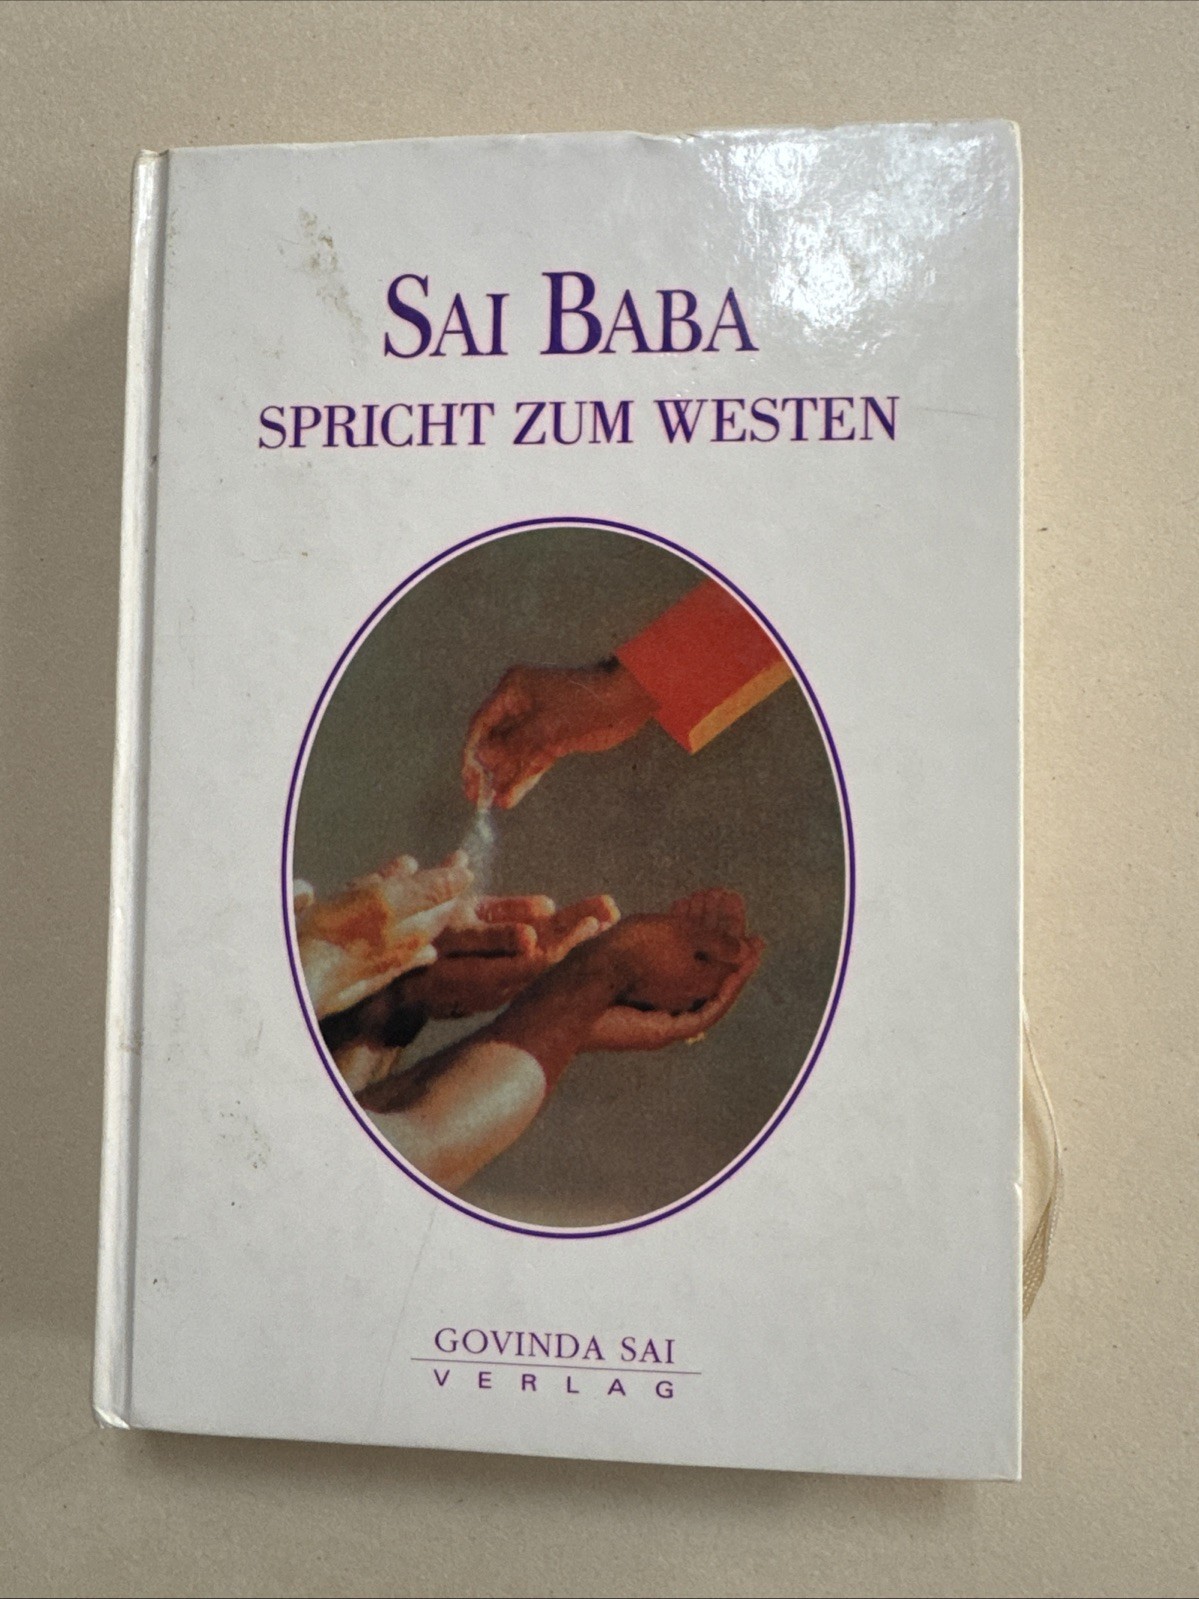 SAI BABA
SPRICHT ZUM WESTEN
GOVINDA SAI
VERLAG